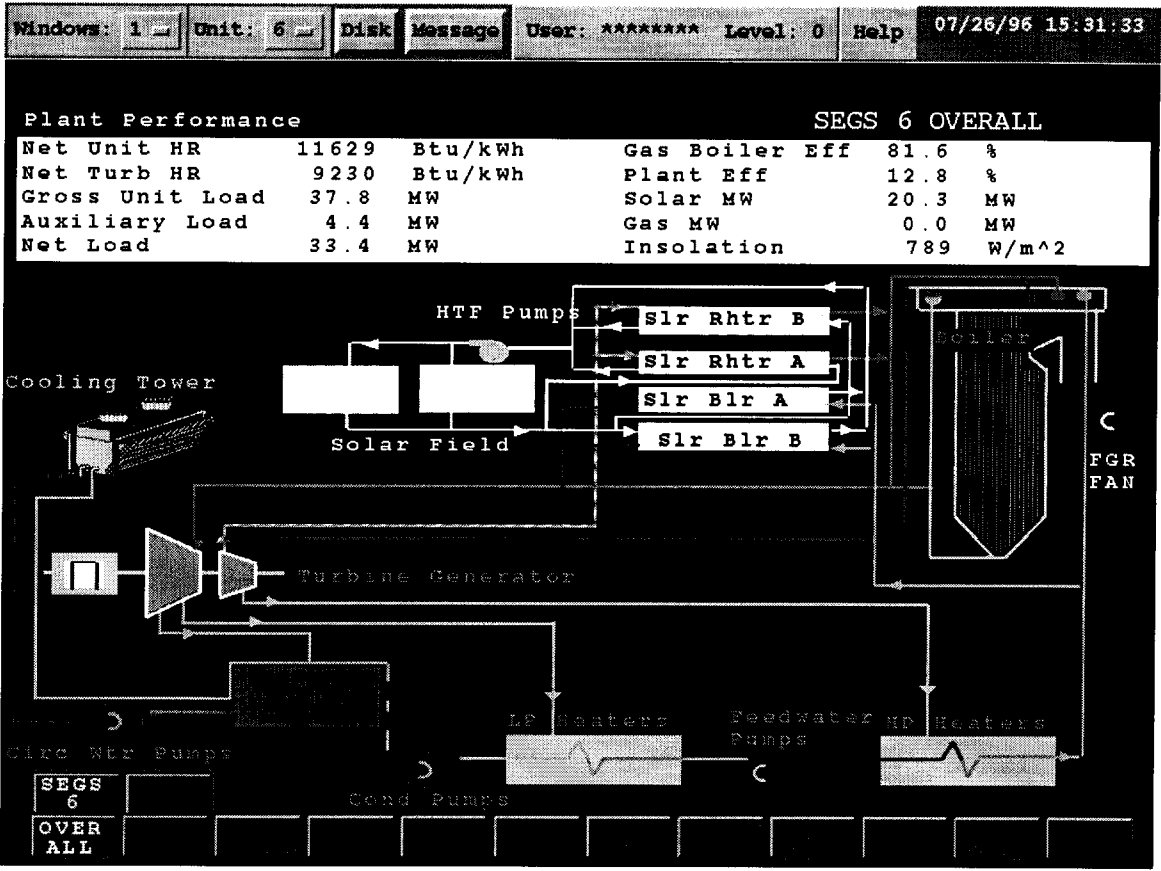 Windows: 1 Unit: 6 Disk Message User: ******** Level: 0 Help 07/26/96 15:31:33
Plant Performance SEGS 6 OVERALL
Net Unit HR 11629 Btu/kWh Gas Boiler Eff 81.6 %
Net Turb HR 9230 Btu/kWh Plant Eff 12.8 %
Gross Unit Load 37.8 MW Solar MW 20.3 MW
Auxiliary Load 4.4 MW Gas MW 0.0 MW
Net Load 33.4 MW Insolation 789 W/m^2
HTF Pumps
Slr Rhtr B
Boiler
Slr Rhtr A
Cooling Tower
Slr Blr A
Solar Field
Slr Blr B
FGR
FAN
Turbine Generator
LP Heaters
Feedwater
Pumps
HP Heaters
Circ Wtr Pumps
Cond Pumps
SEGS
6
OVER
ALL